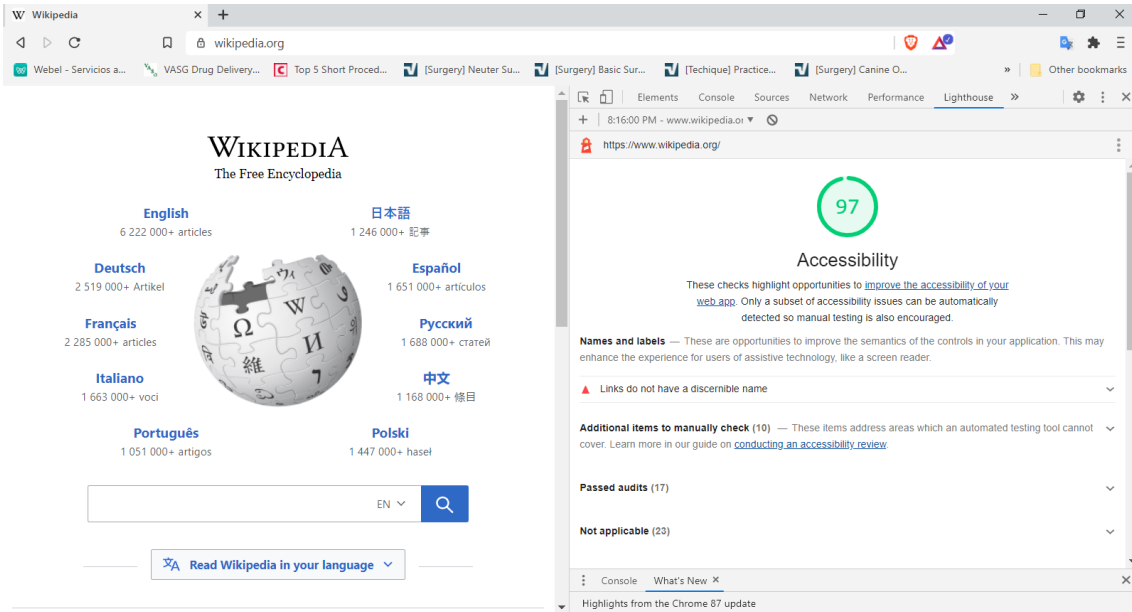 W Wikipedia
wikipedia.org
Webel - Servicios a...
VASG Drug Delivery...
C Top 5 Short Proced...
[Surgery] Neuter Su...
[Surgery] Basic Sur...
[Techique] Practice...
[Surgery] Canine O...
»
Other bookmarks
WIKIPEDIA
The Free Encyclopedia
English
6 222 000+ articles
日本語
1 246 000+ 記事
Deutsch
2 519 000+ Artikel
Español
1 651 000+ artículos
Français
2 285 000+ articles
Русский
1 688 000+ статей
Italiano
1 663 000+ voci
中文
1 168 000+ 條目
Português
1 051 000+ artigos
Polski
1 447 000+ haseł
Ω
W
И
維
7
EN
Read Wikipedia in your language
Elements Console Sources Network Performance Lighthouse »
8:16:00 PM - www.wikipedia.or
https://www.wikipedia.org/
97
Accessibility
These checks highlight opportunities to improve the accessibility of your
web app. Only a subset of accessibility issues can be automatically
detected so manual testing is also encouraged.
Names and labels — These are opportunities to improve the semantics of the controls in your application. This may
enhance the experience for users of assistive technology, like a screen reader.
Links do not have a discernible name
Additional items to manually check (10) — These items address areas which an automated testing tool cannot
cover. Learn more in our guide on conducting an accessibility review.
Passed audits (17)
Not applicable (23)
Console What's New ×
Highlights from the Chrome 87 update